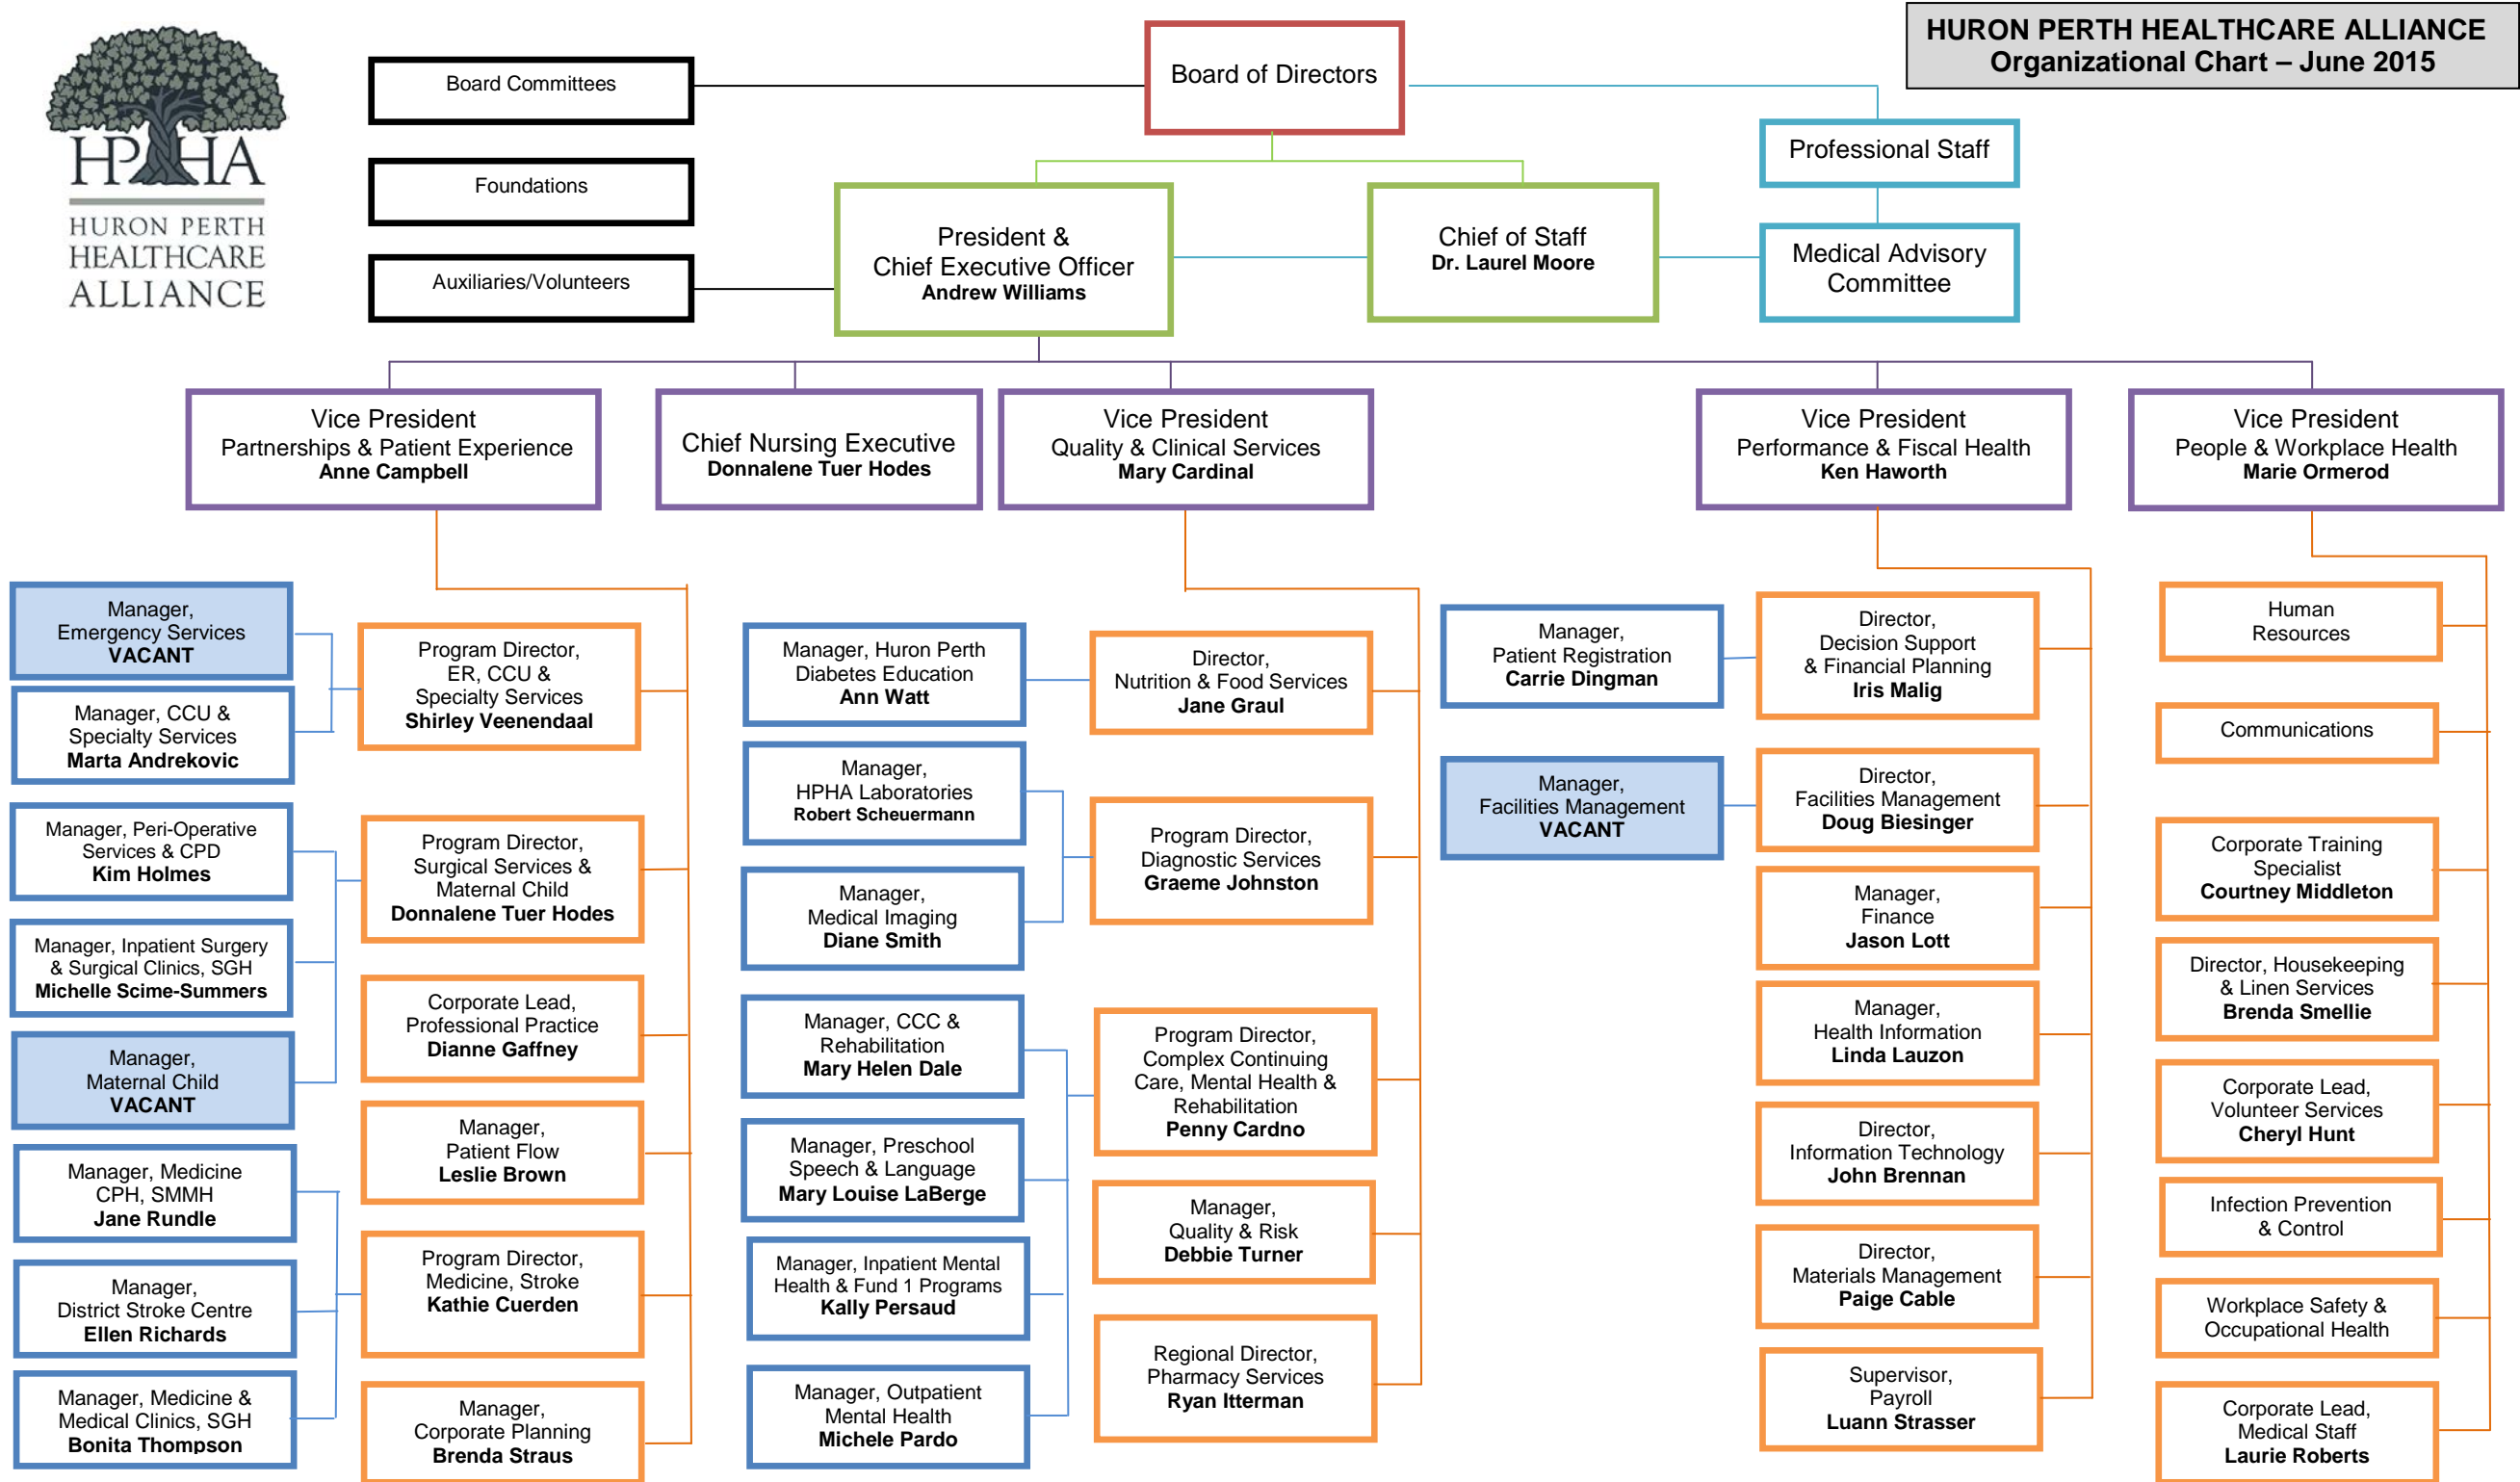 HURON PERTH HEALTHCARE ALLIANCE
Organizational Chart – June 2015
HPHA
HURON PERTH
HEALTHCARE
ALLIANCE
Board Committees
Foundations
Auxiliaries/Volunteers
Board of Directors
Professional Staff
Medical Advisory
Committee
President &
Chief Executive Officer
Andrew Williams
Chief of Staff
Dr. Laurel Moore
Vice President
Partnerships & Patient Experience
Anne Campbell
Chief Nursing Executive
Donnalene Tuer Hodes
Vice President
Quality & Clinical Services
Mary Cardinal
Vice President
Performance & Fiscal Health
Ken Haworth
Vice President
People & Workplace Health
Marie Ormerod
Manager,
Emergency Services
VACANT
Manager, CCU &
Specialty Services
Marta Andrekovic
Manager, Peri-Operative
Services & CPD
Kim Holmes
Manager, Inpatient Surgery
& Surgical Clinics, SGH
Michelle Scime-Summers
Manager,
Maternal Child
VACANT
Manager, Medicine
CPH, SMMH
Jane Rundle
Manager,
District Stroke Centre
Ellen Richards
Manager, Medicine &
Medical Clinics, SGH
Bonita Thompson
Program Director,
ER, CCU &
Specialty Services
Shirley Veenendaal
Program Director,
Surgical Services &
Maternal Child
Donnalene Tuer Hodes
Corporate Lead,
Professional Practice
Dianne Gaffney
Manager,
Patient Flow
Leslie Brown
Program Director,
Medicine, Stroke
Kathie Cuerden
Manager,
Corporate Planning
Brenda Straus
Manager, Huron Perth
Diabetes Education
Ann Watt
Manager,
HPHA Laboratories
Robert Scheuermann
Manager,
Medical Imaging
Diane Smith
Manager, CCC &
Rehabilitation
Mary Helen Dale
Manager, Preschool
Speech & Language
Mary Louise LaBerge
Manager, Inpatient Mental
Health & Fund 1 Programs
Kally Persaud
Manager, Outpatient
Mental Health
Michele Pardo
Director,
Nutrition & Food Services
Jane Graul
Program Director,
Diagnostic Services
Graeme Johnston
Program Director,
Complex Continuing
Care, Mental Health &
Rehabilitation
Penny Cardno
Manager,
Quality & Risk
Debbie Turner
Regional Director,
Pharmacy Services
Ryan Itterman
Manager,
Patient Registration
Carrie Dingman
Manager,
Facilities Management
VACANT
Director,
Decision Support
& Financial Planning
Iris Malig
Director,
Facilities Management
Doug Biesinger
Manager,
Finance
Jason Lott
Manager,
Health Information
Linda Lauzon
Director,
Information Technology
John Brennan
Director,
Materials Management
Paige Cable
Supervisor,
Payroll
Luann Strasser
Human
Resources
Communications
Corporate Training
Specialist
Courtney Middleton
Director, Housekeeping
& Linen Services
Brenda Smellie
Corporate Lead,
Volunteer Services
Cheryl Hunt
Infection Prevention
& Control
Workplace Safety &
Occupational Health
Corporate Lead,
Medical Staff
Laurie Roberts